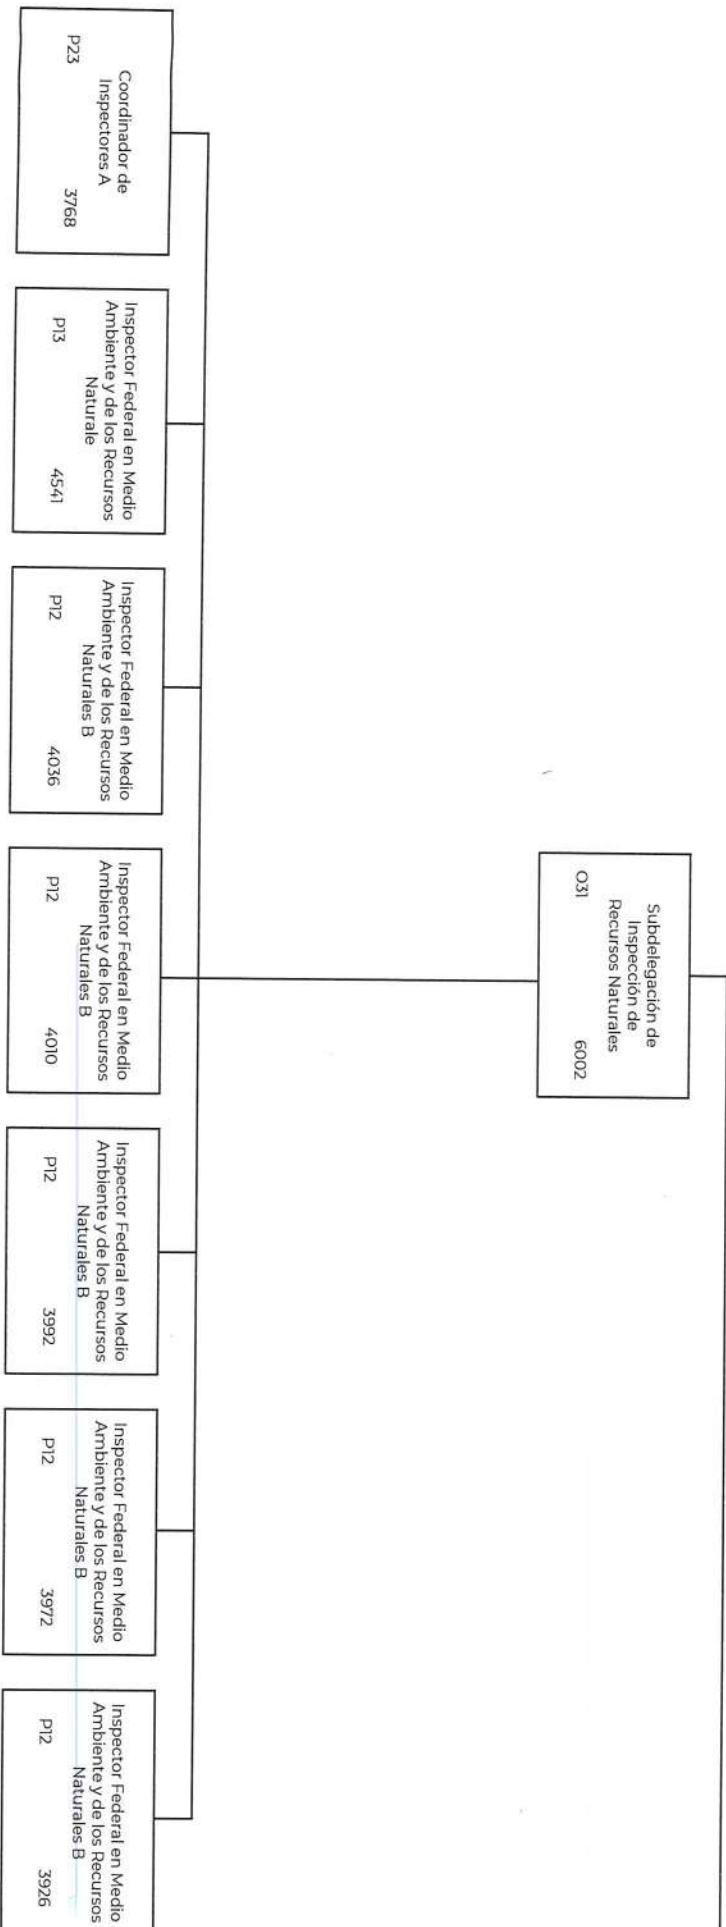 Subdelegación de
Inspección de
Recursos Naturales
O31 6002
Coordinador de
Inspectores A
P23 3768
Inspector Federal en Medio
Ambiente y de los Recursos
Naturale
P13 4541
Inspector Federal en Medio
Ambiente y de los Recursos
Naturales B
P12 4036
Inspector Federal en Medio
Ambiente y de los Recursos
Naturales B
P12 4010
Inspector Federal en Medio
Ambiente y de los Recursos
Naturales B
P12 3992
Inspector Federal en Medio
Ambiente y de los Recursos
Naturales B
P12 3972
Inspector Federal en Medio
Ambiente y de los Recursos
Naturales B
P12 3926